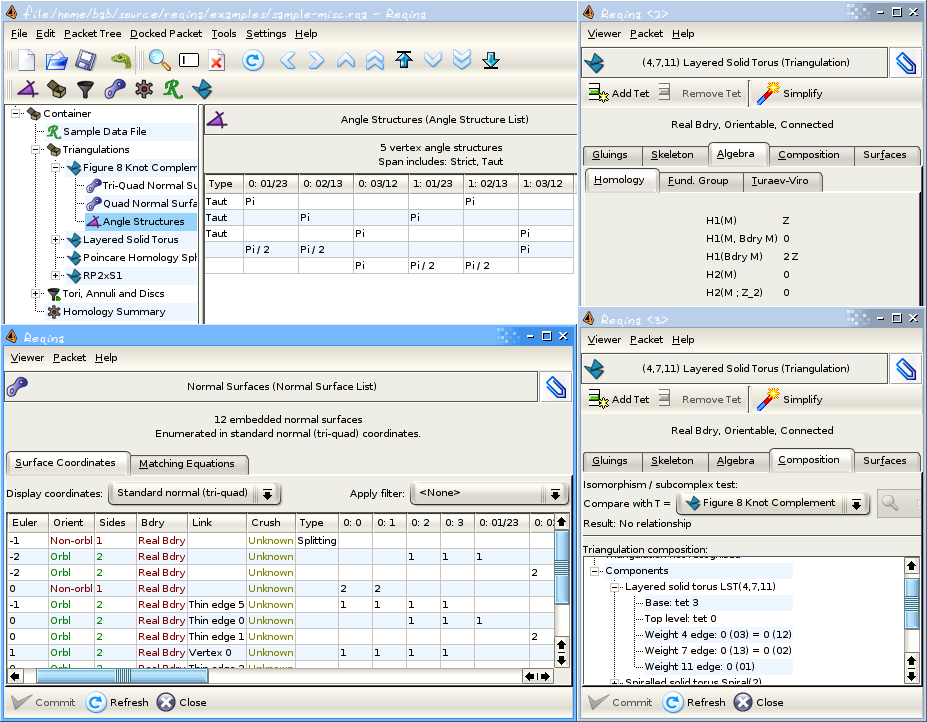 file:/home/bab/source/regina/examples/sample-misc.rga - Regina
File Edit Packet Tree Docked Packet Tools Settings Help
Container
Sample Data File
Triangulations
Figure 8 Knot Complem
Tri-Quad Normal Su
Quad Normal Surfa
Angle Structures
Layered Solid Torus
Poincare Homology Sph
RP2xS1
Tori, Annuli and Discs
Homology Summary
Angle Structures (Angle Structure List)
5 vertex angle structures
Span includes: Strict, Taut
Type 0: 01/23 0: 02/13 0: 03/12 1: 01/23 1: 02/13 1: 03/12
Taut Pi Pi
Taut Pi Pi
Taut Pi Pi
Pi / 2 Pi / 2 Pi
Pi Pi / 2 Pi / 2
Regina <2>
Viewer Packet Help
(4,7,11) Layered Solid Torus (Triangulation)
Add Tet Remove Tet Simplify
Real Bdry, Orientable, Connected
Gluings Skeleton Algebra Composition Surfaces
Homology Fund. Group Turaev-Viro
H1(M) Z
H1(M, Bdry M) 0
H1(Bdry M) 2 Z
H2(M) 0
H2(M ; Z_2) 0
Regina
Viewer Packet Help
Normal Surfaces (Normal Surface List)
12 embedded normal surfaces
Enumerated in standard normal (tri-quad) coordinates.
Surface Coordinates Matching Equations
Display coordinates: Standard normal (tri-quad) Apply filter: <None>
Euler Orient Sides Bdry Link Crush Type 0: 0 0: 1 0: 2 0: 3 0: 01/23 0: 02
-1 Non-orbl 1 Real Bdry Unknown Splitting
-2 Orbl 2 Real Bdry Unknown 1 1 1
-2 Orbl 2 Real Bdry Unknown 2
0 Non-orbl 1 Real Bdry Unknown 2 2
-1 Orbl 2 Real Bdry Thin edge 5 Unknown 1 1 1 1
0 Orbl 2 Real Bdry Thin edge 0 Unknown 1 1 1
0 Orbl 2 Real Bdry Thin edge 1 Unknown 2
1 Orbl 2 Real Bdry Vertex 0 Unknown 1 1 1 1
0 Orbl 2 Real Bdry Thin edge 2 Unknown
Commit Refresh Close
Regina <3>
Viewer Packet Help
(4,7,11) Layered Solid Torus (Triangulation)
Add Tet Remove Tet Simplify
Real Bdry, Orientable, Connected
Gluings Skeleton Algebra Composition Surfaces
Isomorphism / subcomplex test:
Compare with T = Figure 8 Knot Complement
Result: No relationship
Triangulation composition:
Triangulation not recognised
Components
Layered solid torus LST(4,7,11)
Base: tet 3
Top level: tet 0
Weight 4 edge: 0 (03) = 0 (12)
Weight 7 edge: 0 (13) = 0 (02)
Weight 11 edge: 0 (01)
Spiralled solid torus Spiral(2)
Commit Refresh Close